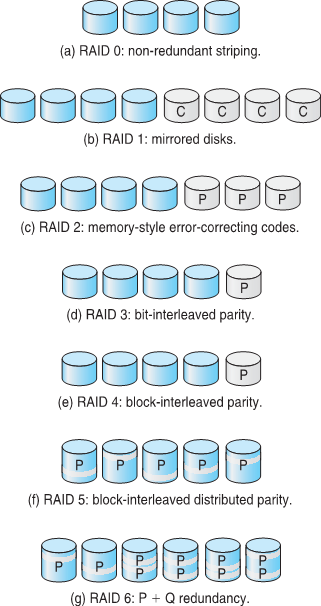 (a) RAID 0: non-redundant striping.
C C C C
(b) RAID 1: mirrored disks.
P P P
(c) RAID 2: memory-style error-correcting codes.
P
(d) RAID 3: bit-interleaved parity.
P
(e) RAID 4: block-interleaved parity.
P P P P P
(f) RAID 5: block-interleaved distributed parity.
P P P P P P
P P P P
(g) RAID 6: P + Q redundancy.